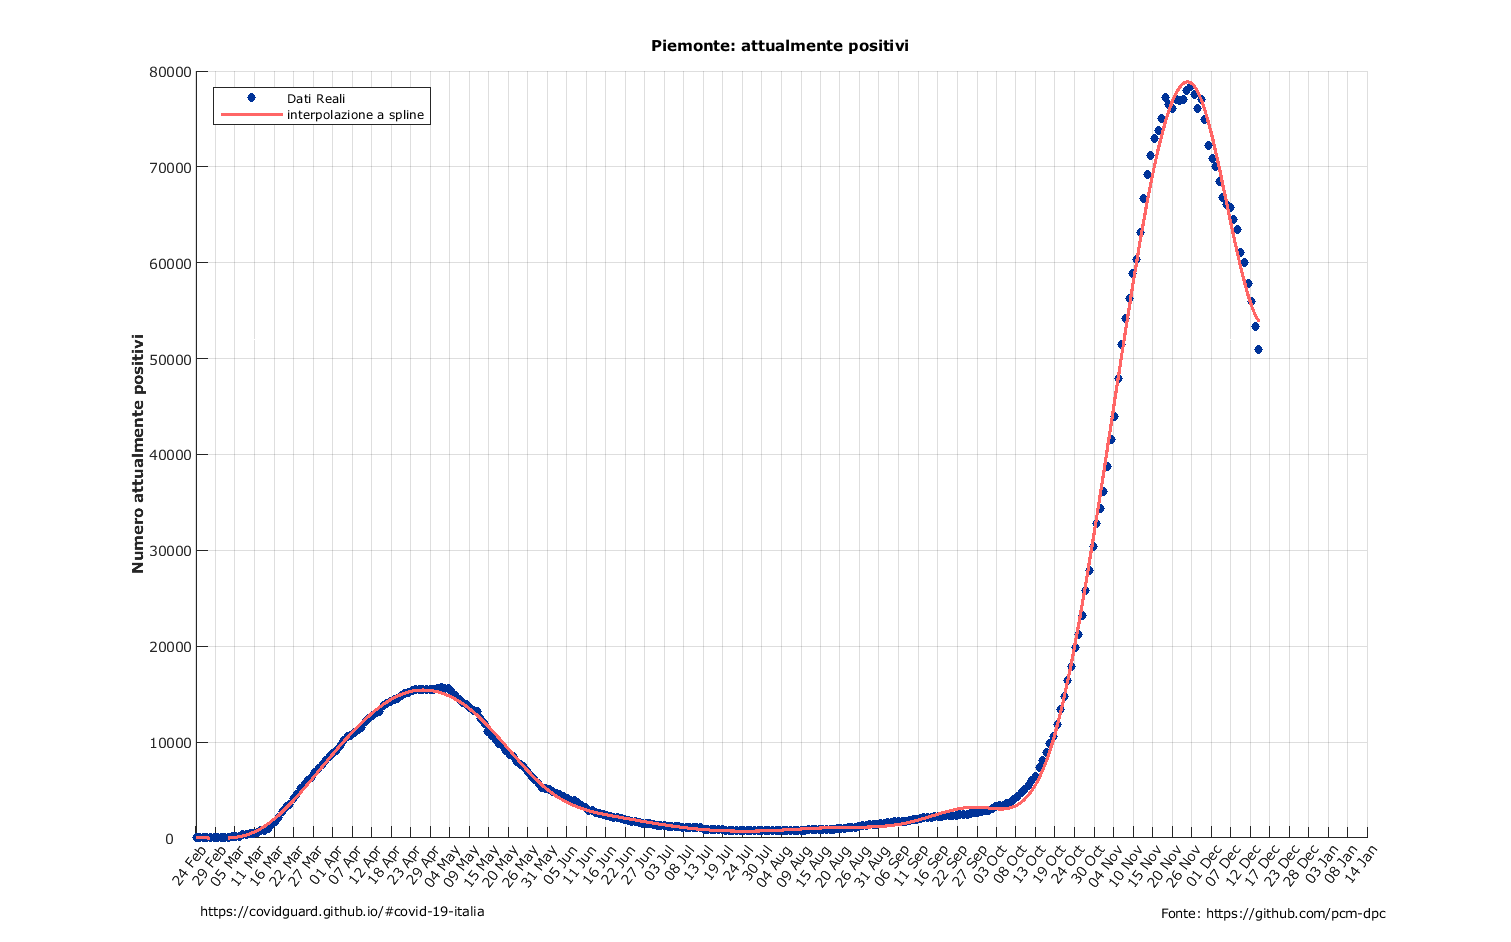 Piemonte: attualmente positivi
Dati Reali
interpolazione a spline
Numero attualmente positivi
80000
70000
60000
50000
40000
30000
20000
10000
0
24 Feb
29 Feb
05 Mar
11 Mar
16 Mar
22 Mar
27 Mar
01 Apr
07 Apr
12 Apr
18 Apr
23 Apr
29 Apr
04 May
09 May
15 May
20 May
26 May
31 May
05 Jun
11 Jun
16 Jun
22 Jun
27 Jun
03 Jul
08 Jul
13 Jul
19 Jul
24 Jul
30 Jul
04 Aug
09 Aug
15 Aug
20 Aug
26 Aug
31 Aug
06 Sep
11 Sep
16 Sep
22 Sep
27 Sep
03 Oct
08 Oct
13 Oct
19 Oct
24 Oct
30 Oct
04 Nov
10 Nov
15 Nov
20 Nov
26 Nov
01 Dec
07 Dec
12 Dec
17 Dec
23 Dec
28 Dec
03 Jan
08 Jan
14 Jan
https://covidguard.github.io/#covid-19-italia
Fonte: https://github.com/pcm-dpc